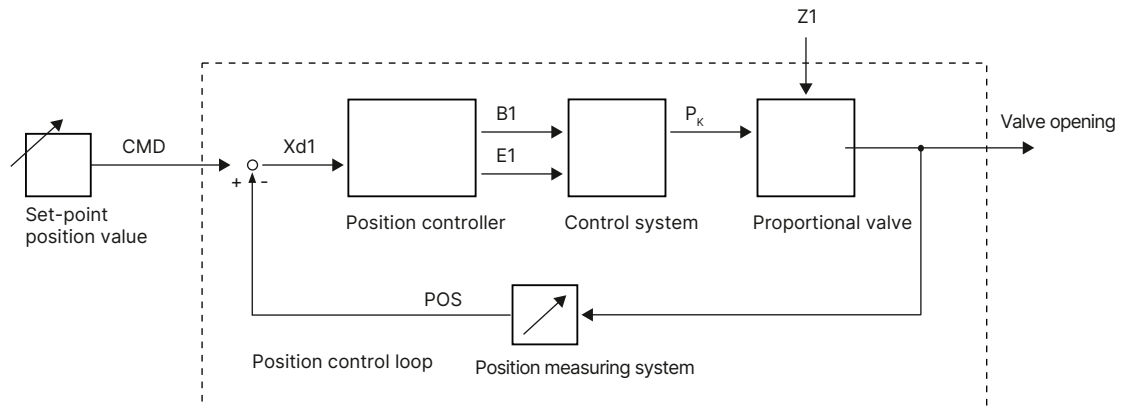 Z1
B1
P_K
Valve opening
CMD
Xd1
E1
+ -
Set-point
position value
Position controller
Control system
Proportional valve
POS
Position control loop
Position measuring system